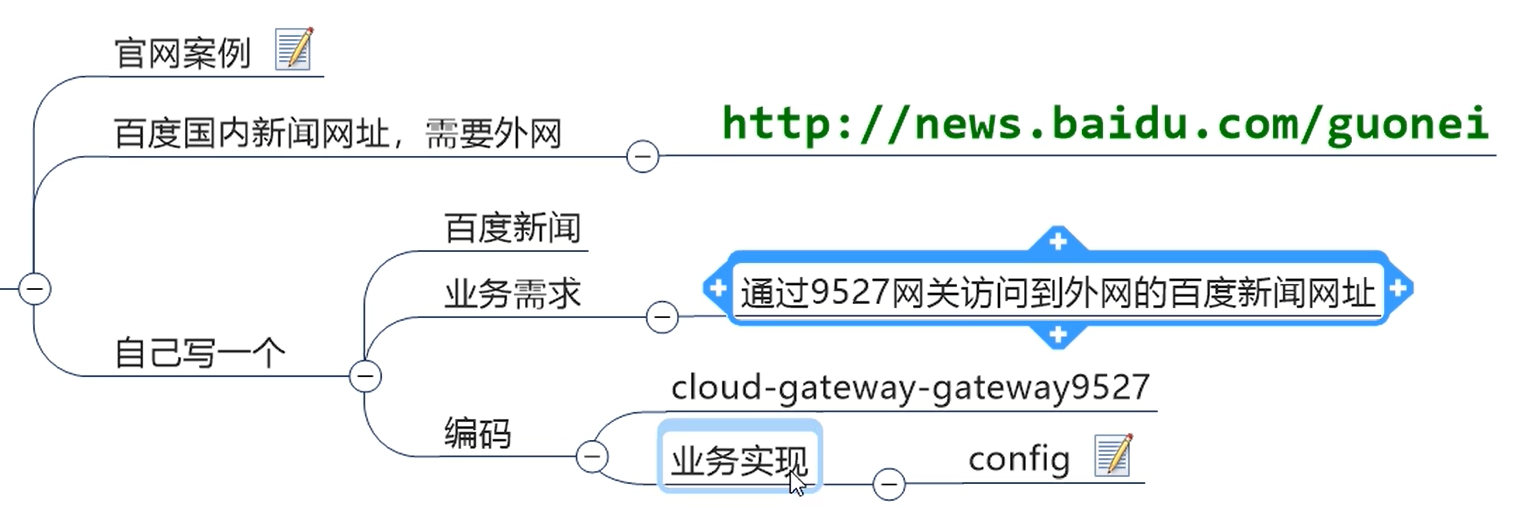 官网案例
百度国内新闻网址，需要外网
http://news.baidu.com/guonei
自己写一个
百度新闻
业务需求
通过9527网关访问到外网的百度新闻网址
编码
cloud-gateway-gateway9527
业务实现
config